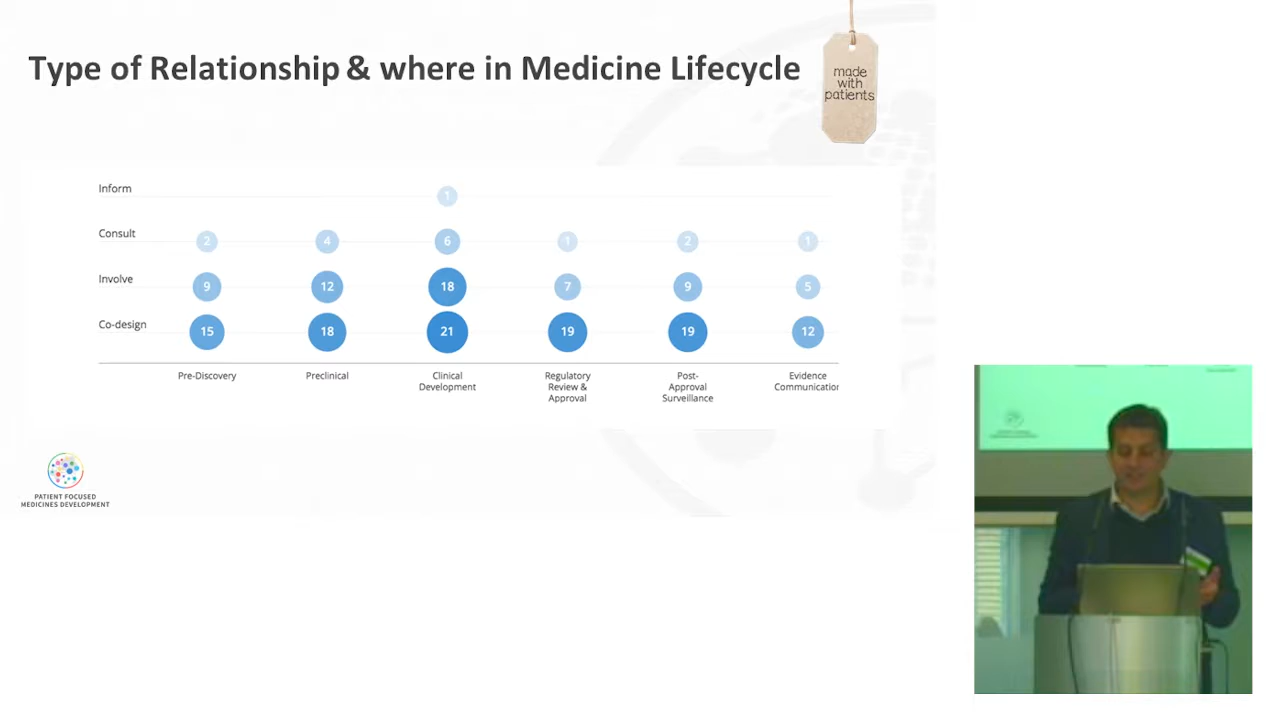 Type of Relationship & where in Medicine Lifecycle
made
with
patients
Inform
1
Consult
2 4 6 1 2 1
Involve
9 12 18 7 9 5
Co-design
15 18 21 19 19 12
Pre-Discovery
Preclinical
Clinical
Development
Regulatory
Review &
Approval
Post-
Approval
Surveillance
Evidence
Communication
PATIENT FOCUSED
MEDICINES DEVELOPMENT